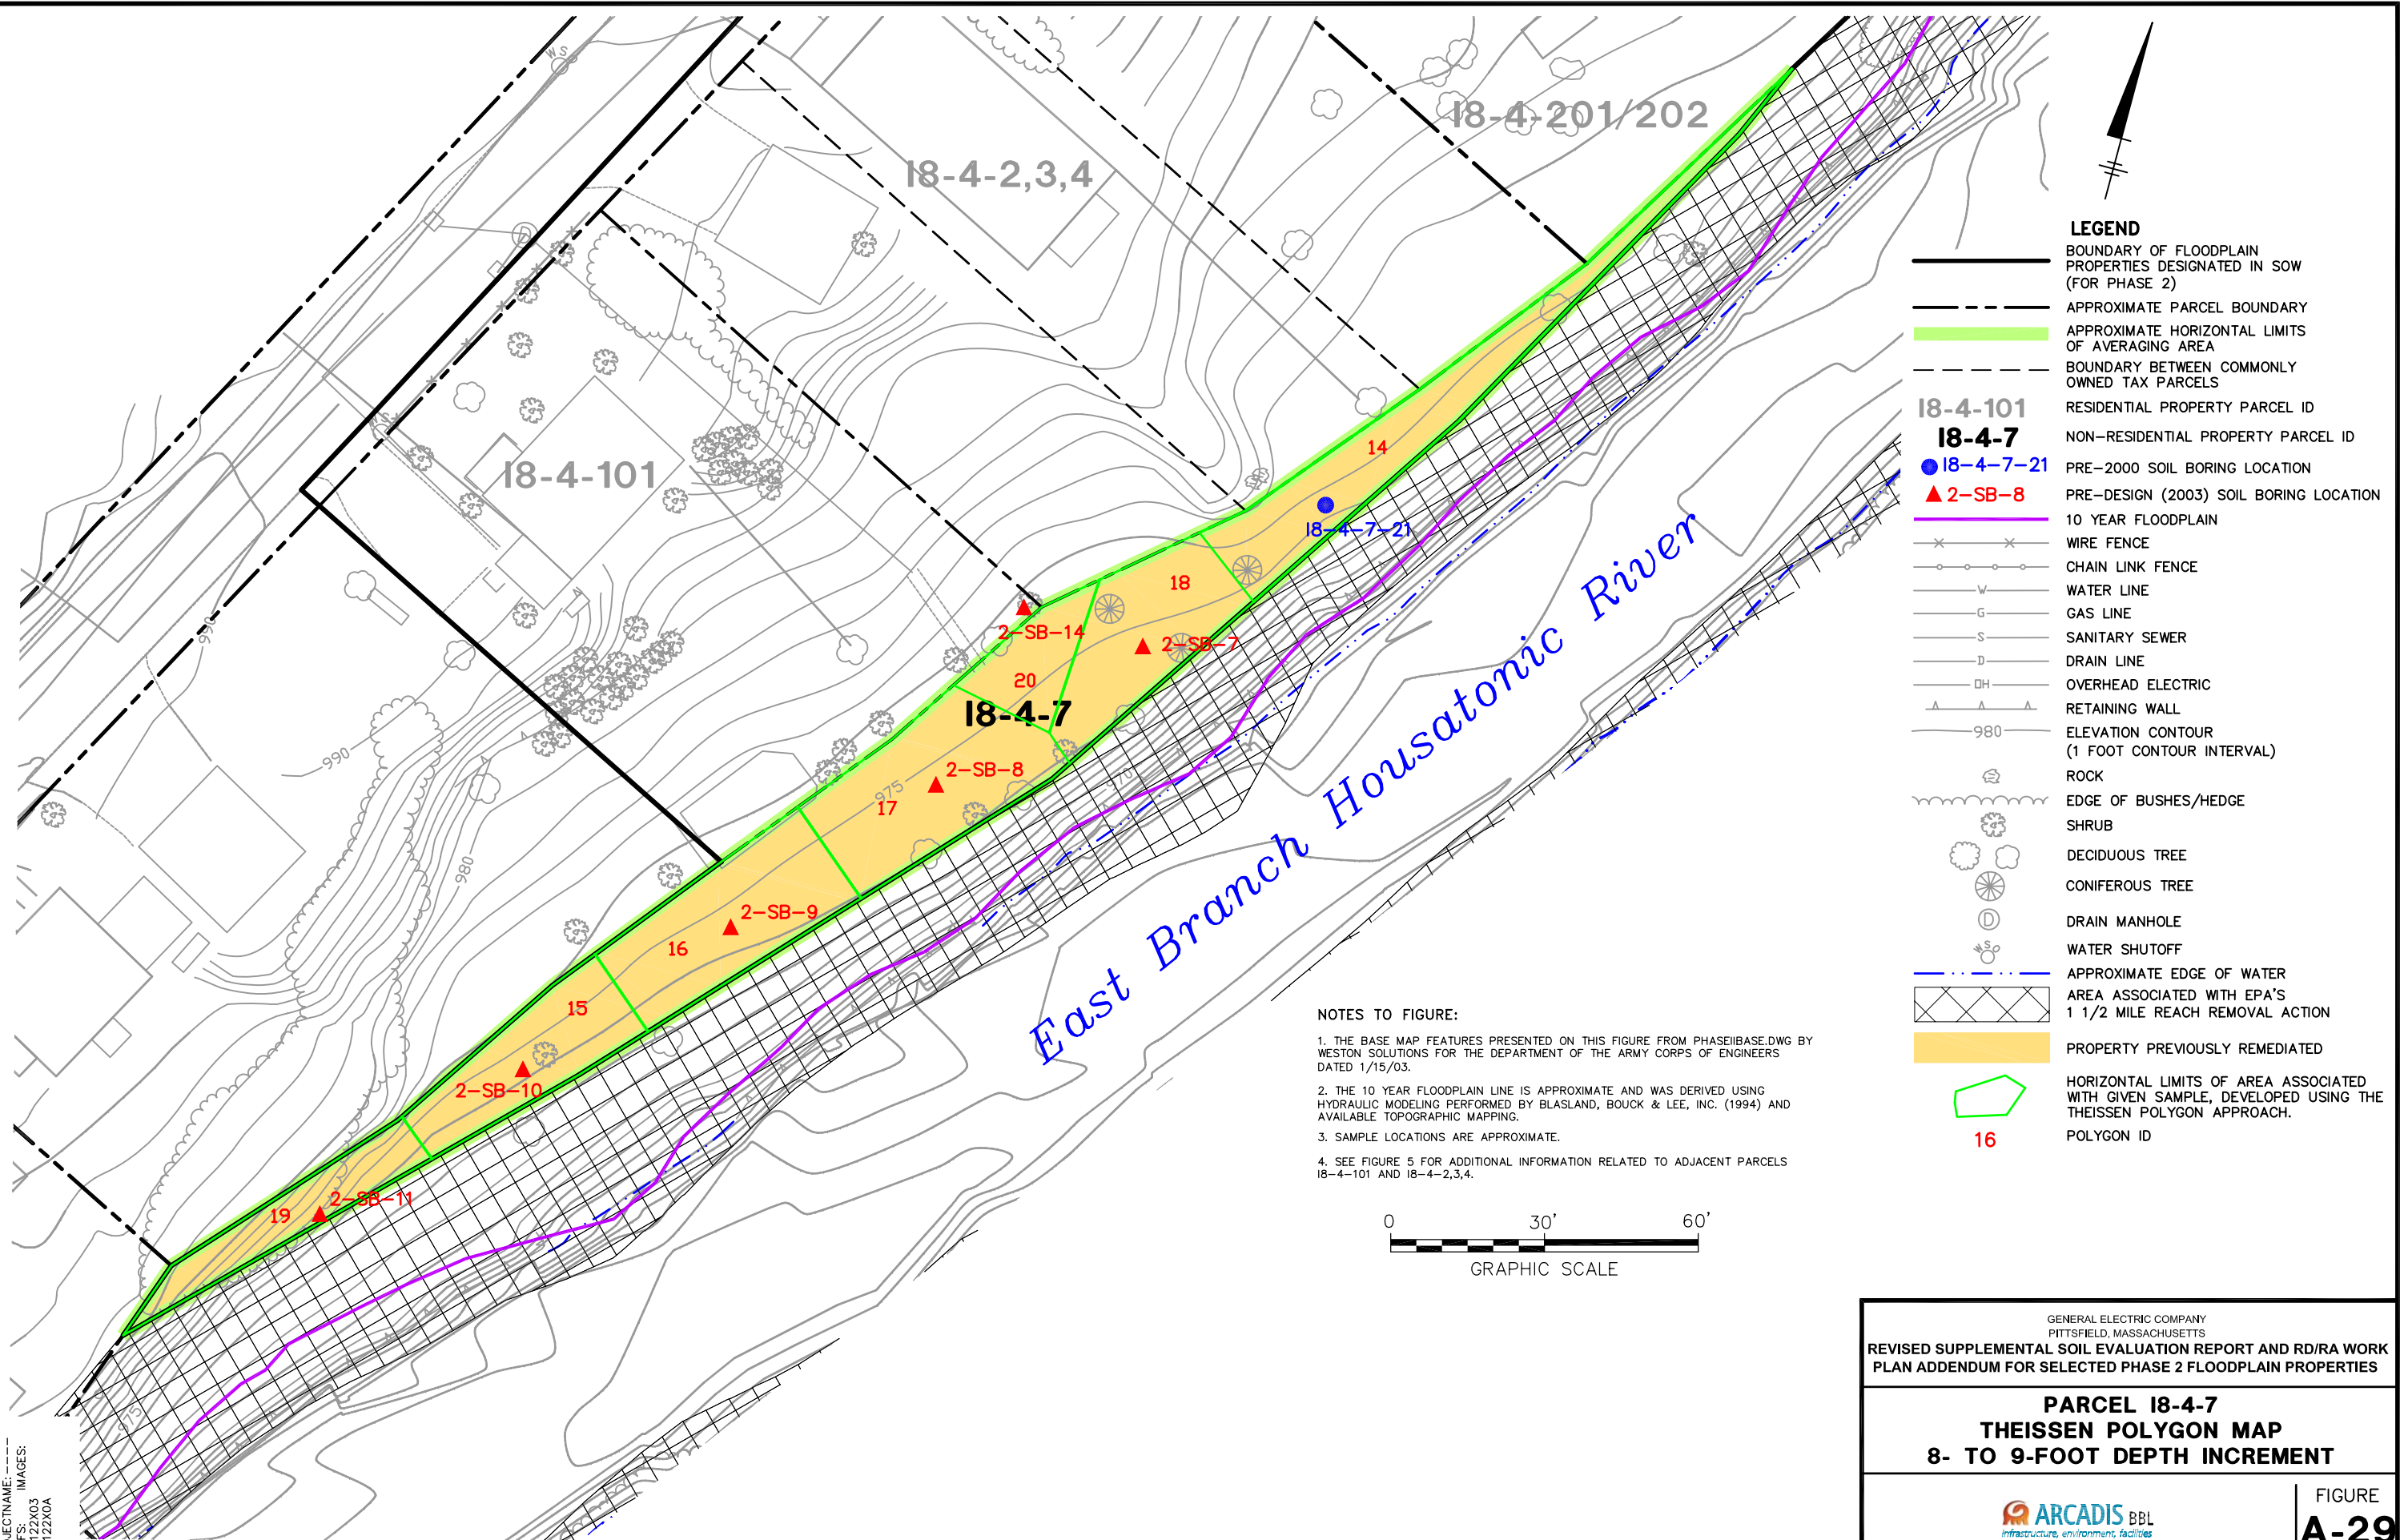 WS
I8-4-2,3,4
I8-4-201/202
D
I8-4-101
990
990
980
14
I8-4-7-21
18
2-SB-14
2-SB-7
20
I8-4-7
2-SB-8
975
17
970
2-SB-9
16
15
2-SB-10
2-SB-11
19
975
East Branch Housatonic River
LEGEND
BOUNDARY OF FLOODPLAIN
PROPERTIES DESIGNATED IN SOW
(FOR PHASE 2)
APPROXIMATE PARCEL BOUNDARY
APPROXIMATE HORIZONTAL LIMITS
OF AVERAGING AREA
BOUNDARY BETWEEN COMMONLY
OWNED TAX PARCELS
I8-4-101 RESIDENTIAL PROPERTY PARCEL ID
I8-4-7 NON-RESIDENTIAL PROPERTY PARCEL ID
I8-4-7-21 PRE-2000 SOIL BORING LOCATION
2-SB-8 PRE-DESIGN (2003) SOIL BORING LOCATION
10 YEAR FLOODPLAIN
WIRE FENCE
CHAIN LINK FENCE
W WATER LINE
G GAS LINE
S SANITARY SEWER
D DRAIN LINE
OH OVERHEAD ELECTRIC
RETAINING WALL
980 ELEVATION CONTOUR
(1 FOOT CONTOUR INTERVAL)
ROCK
EDGE OF BUSHES/HEDGE
SHRUB
DECIDUOUS TREE
CONIFEROUS TREE
D DRAIN MANHOLE
WS WATER SHUTOFF
APPROXIMATE EDGE OF WATER
AREA ASSOCIATED WITH EPA'S
1 1/2 MILE REACH REMOVAL ACTION
PROPERTY PREVIOUSLY REMEDIATED
HORIZONTAL LIMITS OF AREA ASSOCIATED
WITH GIVEN SAMPLE, DEVELOPED USING THE
THEISSEN POLYGON APPROACH.
16 POLYGON ID
NOTES TO FIGURE:
1. THE BASE MAP FEATURES PRESENTED ON THIS FIGURE FROM PHASEIIBASE.DWG BY
WESTON SOLUTIONS FOR THE DEPARTMENT OF THE ARMY CORPS OF ENGINEERS
DATED 1/15/03.
2. THE 10 YEAR FLOODPLAIN LINE IS APPROXIMATE AND WAS DERIVED USING
HYDRAULIC MODELING PERFORMED BY BLASLAND, BOUCK & LEE, INC. (1994) AND
AVAILABLE TOPOGRAPHIC MAPPING.
3. SAMPLE LOCATIONS ARE APPROXIMATE.
4. SEE FIGURE 5 FOR ADDITIONAL INFORMATION RELATED TO ADJACENT PARCELS
I8-4-101 AND I8-4-2,3,4.
0 30' 60'
GRAPHIC SCALE
GENERAL ELECTRIC COMPANY
PITTSFIELD, MASSACHUSETTS
REVISED SUPPLEMENTAL SOIL EVALUATION REPORT AND RD/RA WORK
PLAN ADDENDUM FOR SELECTED PHASE 2 FLOODPLAIN PROPERTIES
PARCEL I8-4-7
THEISSEN POLYGON MAP
8- TO 9-FOOT DEPTH INCREMENT
ARCADIS BBL
infrastructure, environment, facilities
FIGURE
A-29
JECTNAME: ----
FS: IMAGES:
122X03
122X0A